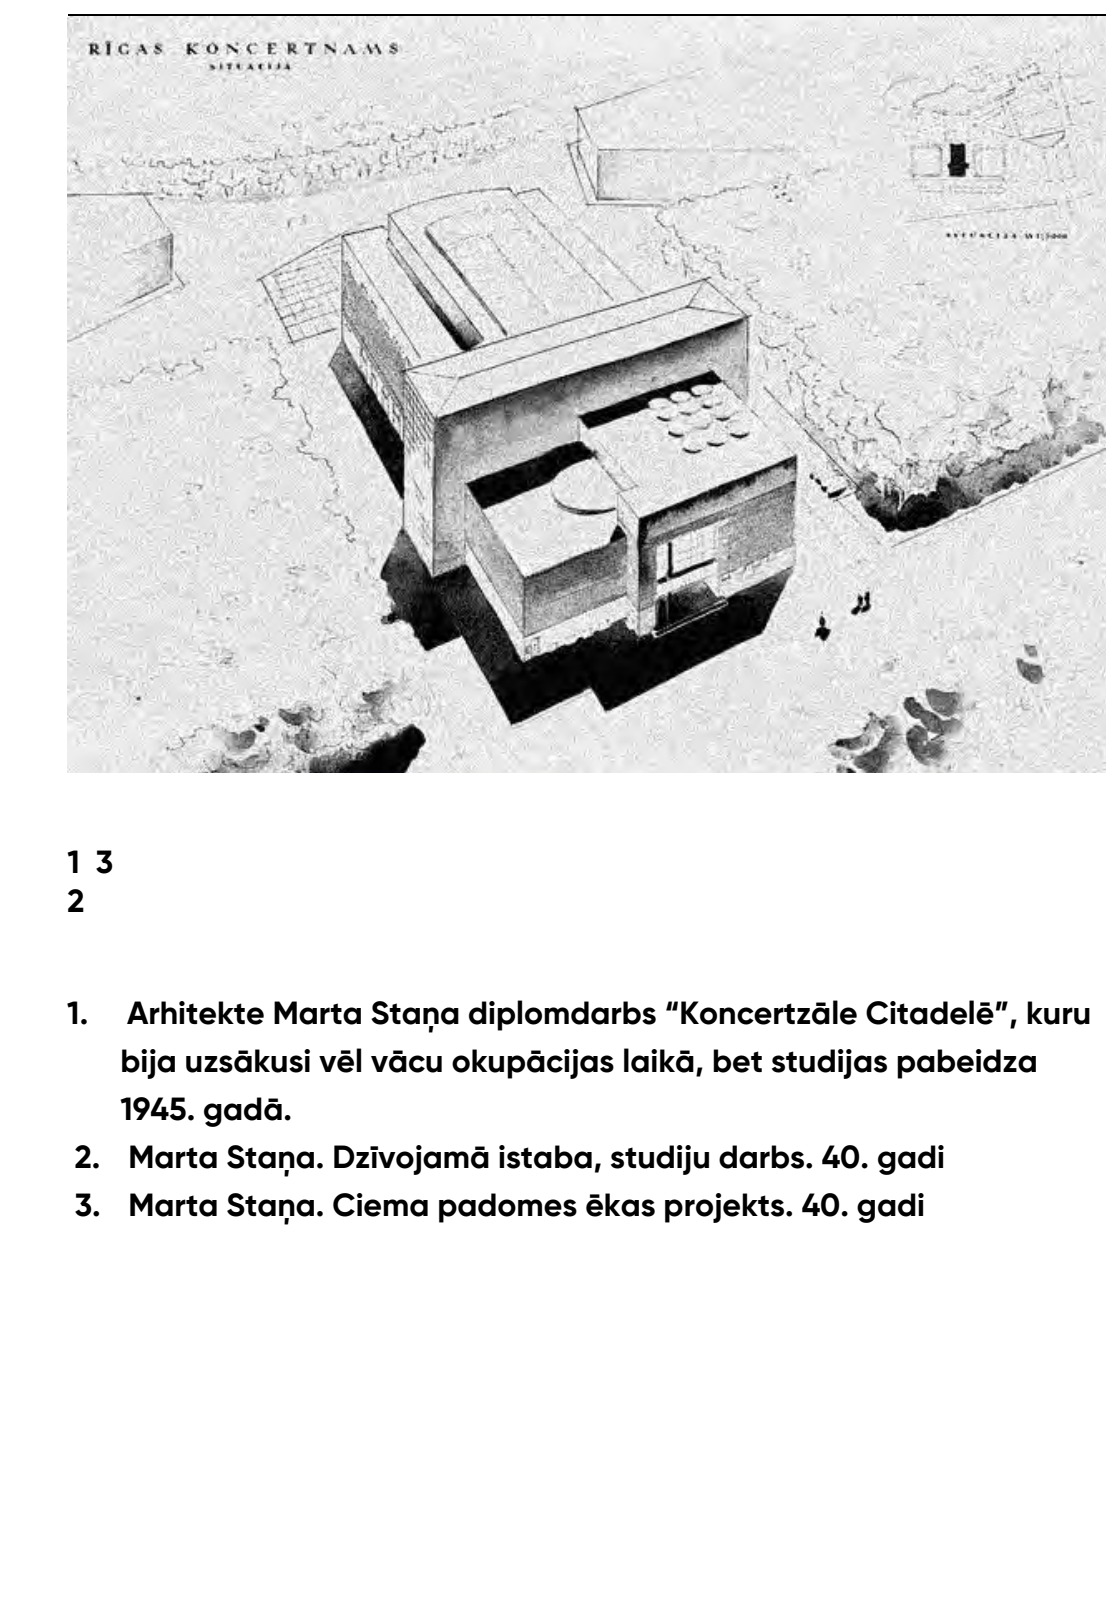 RĪGAS KONCERTNAMS
SITUACIJA
1 3
2
1. Arhitekte Marta Staņa diplomdarbs “Koncertzāle Citadelē”, kuru
bija uzsākusi vēl vācu okupācijas laikā, bet studijas pabeidza
1945. gadā.
2. Marta Staņa. Dzīvojamā istaba, studiju darbs. 40. gadi
3. Marta Staņa. Ciema padomes ēkas projekts. 40. gadi